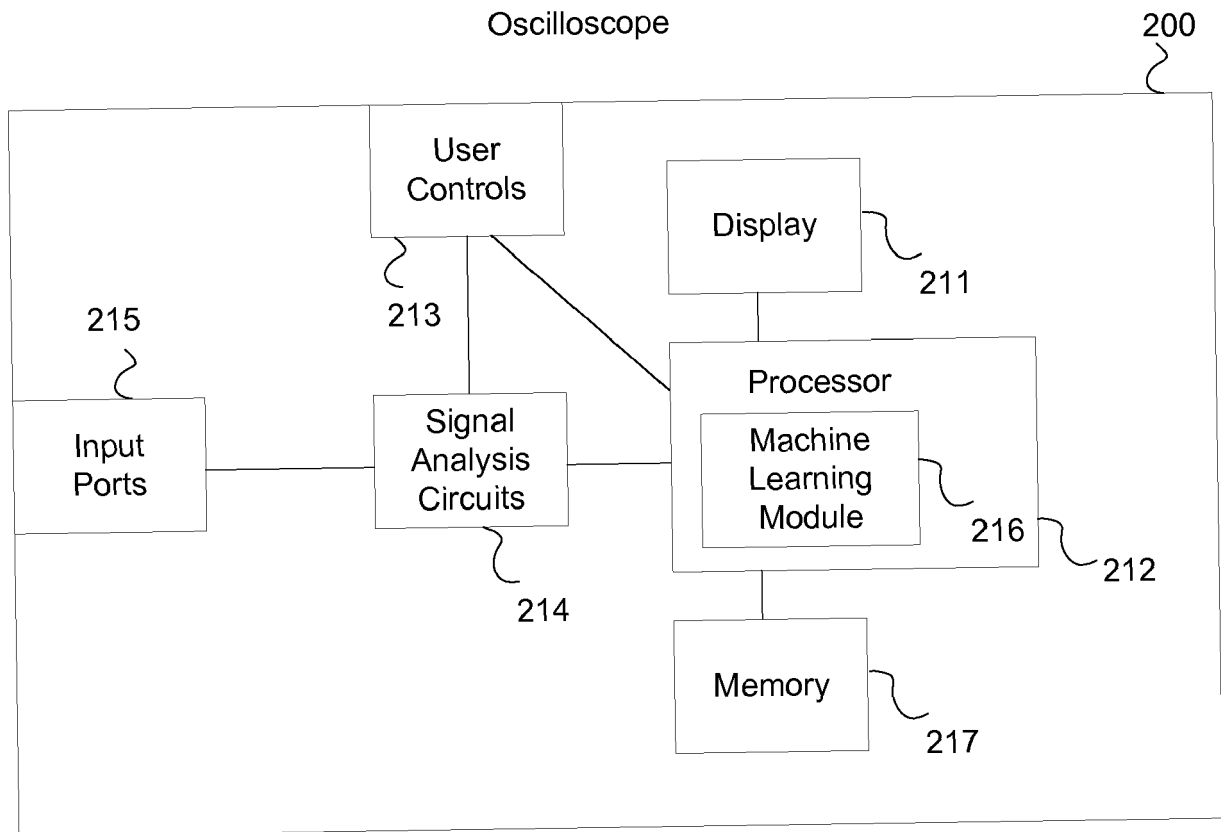 Oscilloscope
200
User
Controls
Display
211
213
215
Input
Ports
Signal
Analysis
Circuits
214
Processor
Machine
Learning
Module
216
212
Memory
217